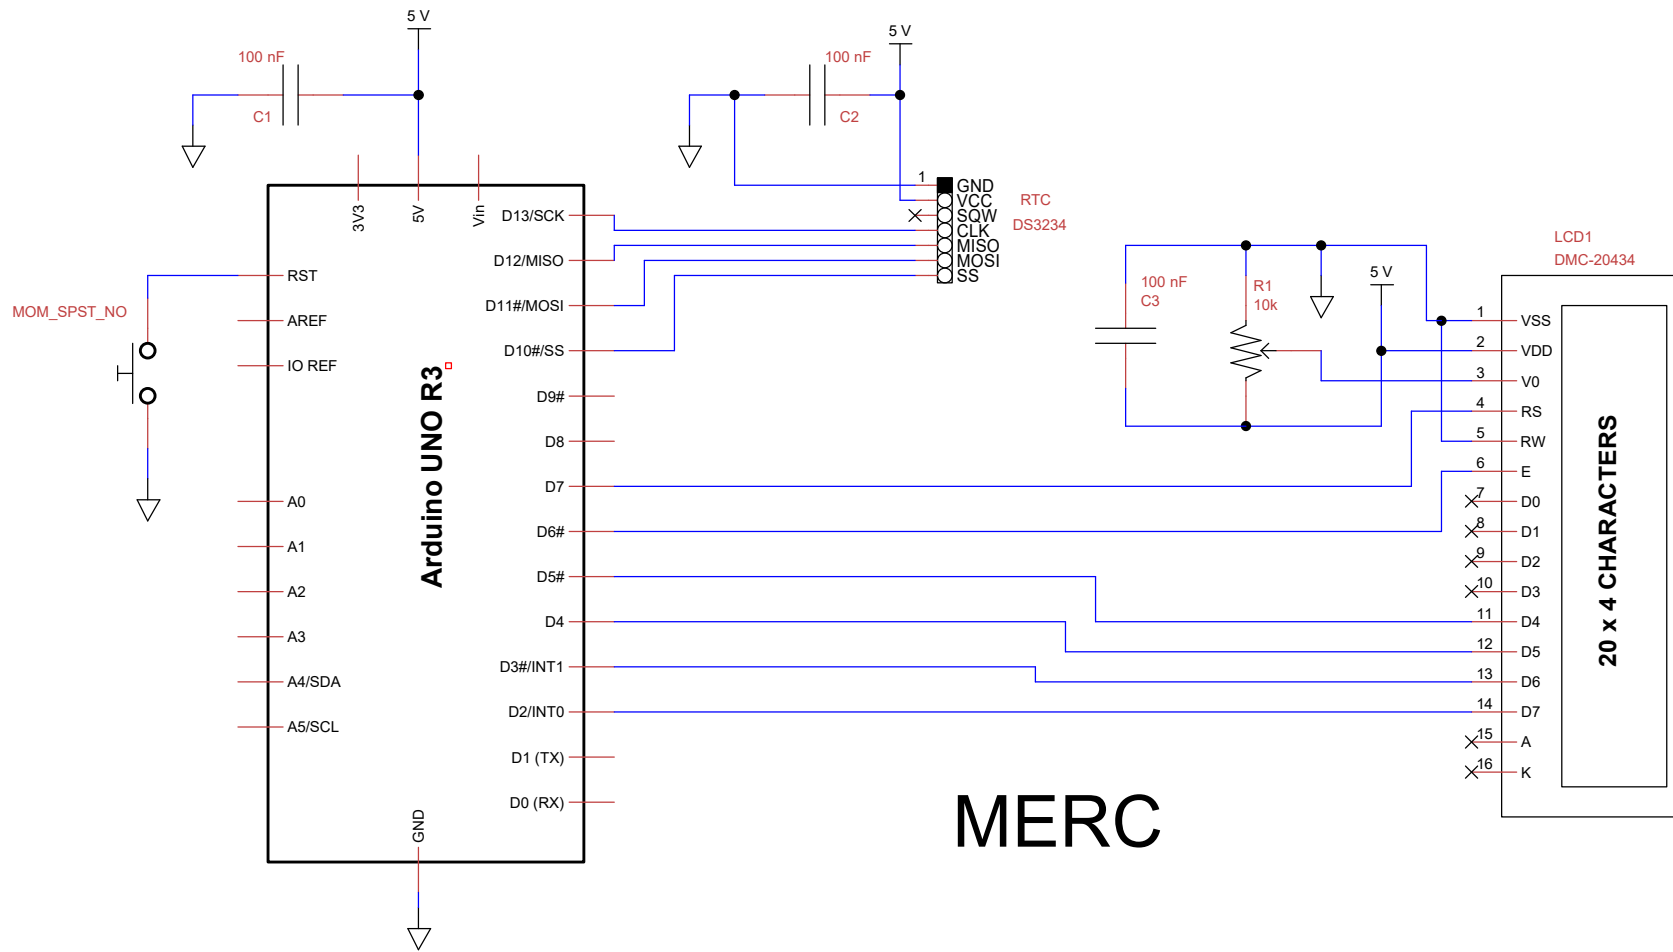 5 V
100 nF
C1
5 V
100 nF
C2
1
GND
VCC
SQW
CLK
MISO
MOSI
SS
RTC
DS3234
3V3
5V
Vin
MOM_SPST_NO
RST
AREF
IO REF
A0
A1
A2
A3
A4/SDA
A5/SCL
Arduino UNO R3
D13/SCK
D12/MISO
D11#/MOSI
D10#/SS
D9#
D8
D7
D6#
D5#
D4
D3#/INT1
D2/INT0
D1 (TX)
D0 (RX)
GND
100 nF
C3
R1
10k
5 V
LCD1
DMC-20434
1 VSS
2 VDD
3 V0
4 RS
5 RW
6 E
7 D0
8 D1
9 D2
10 D3
11 D4
12 D5
13 D6
14 D7
15 A
16 K
20 x 4 CHARACTERS
MERC